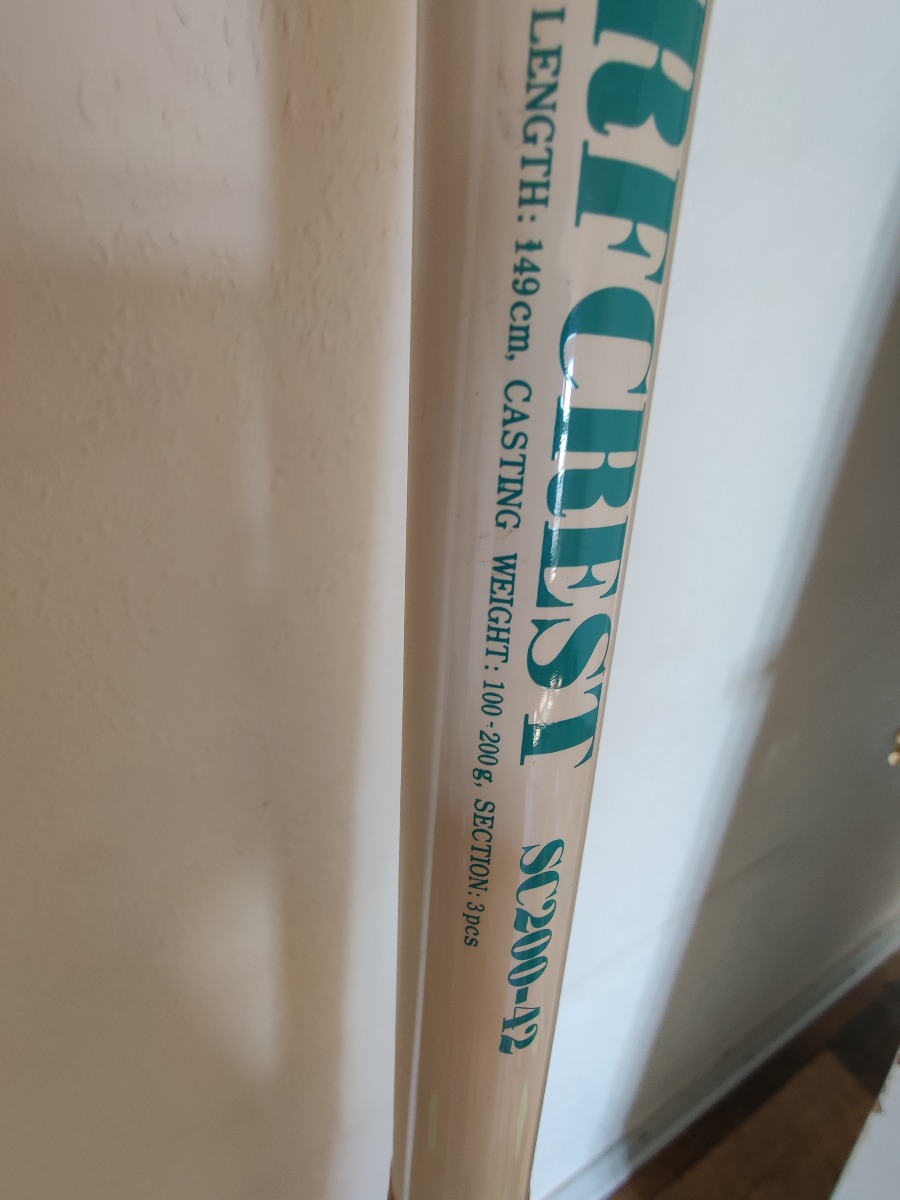 RFCREST SC200-42
LENGTH: 149cm, CASTING WEIGHT: 100-200g, SECTION: 3pcs